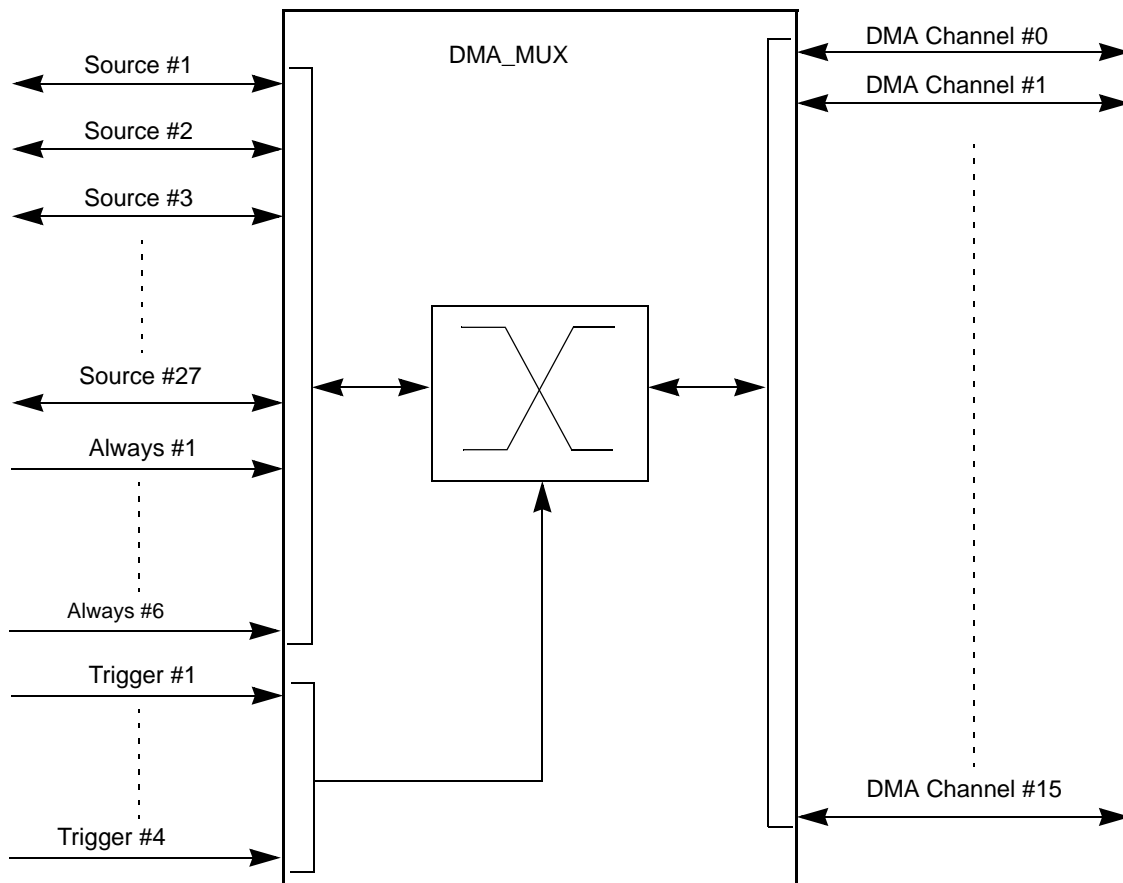 DMA_MUX
Source #1
Source #2
Source #3
Source #27
Always #1
Always #6
Trigger #1
Trigger #4
DMA Channel #0
DMA Channel #1
DMA Channel #15